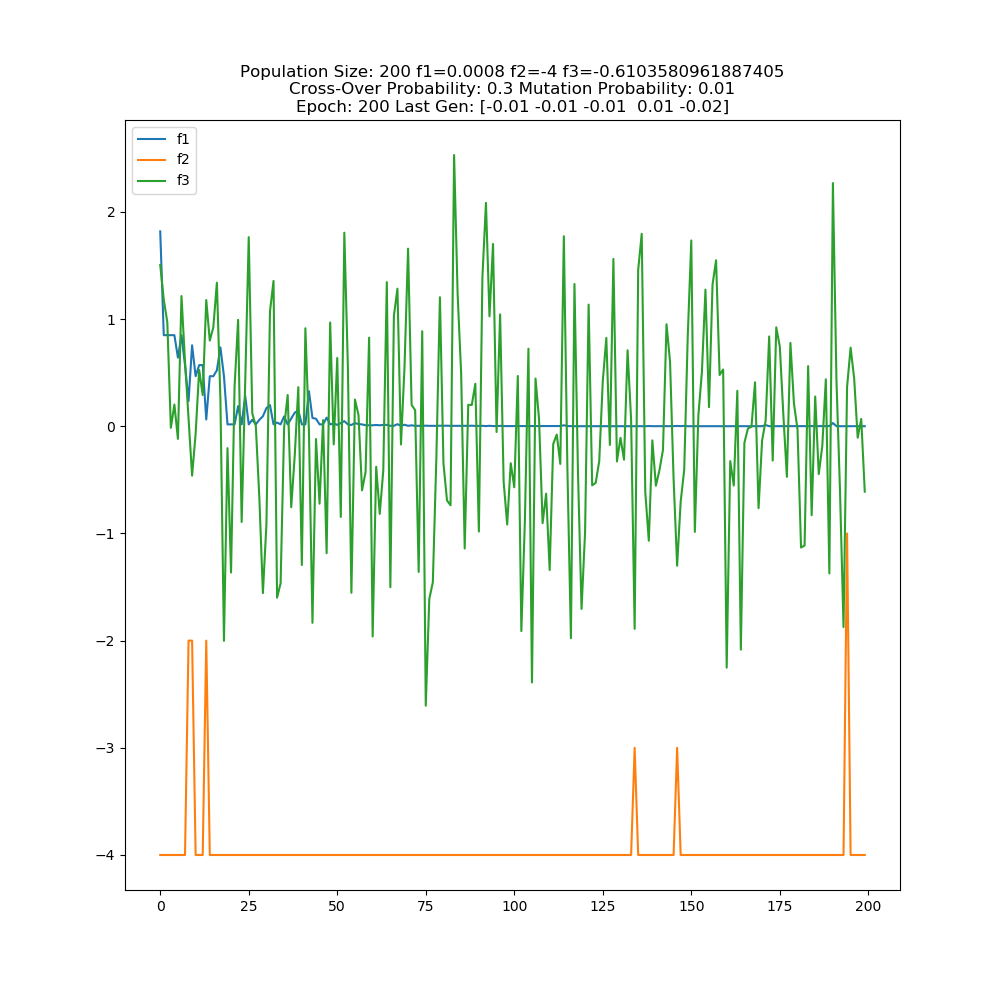 Population Size: 200 f1=0.0008 f2=-4 f3=-0.6103580961887405
Cross-Over Probability: 0.3 Mutation Probability: 0.01
Epoch: 200 Last Gen: [-0.01 -0.01 -0.01  0.01 -0.02]
f1
f2
f3
2
1
0
−1
−2
−3
−4
0 25 50 75 100 125 150 175 200